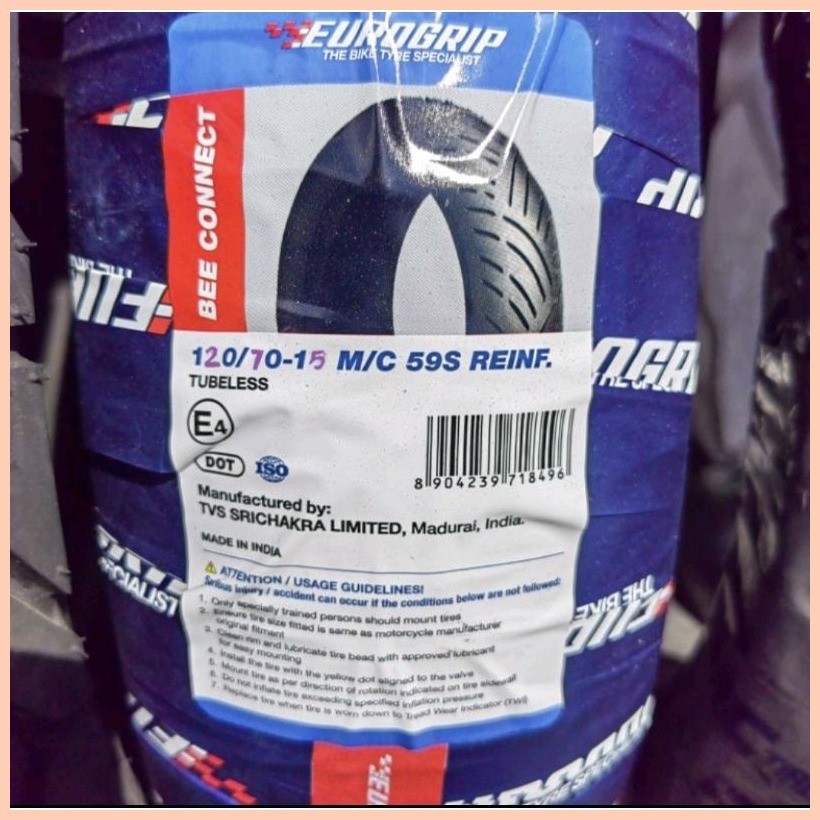 EUROGRIP
THE BIKE TYRE SPECIALIST
BEE CONNECT
120/70-15 M/C 59S REINF.
TUBELESS
E4
DOT ISO
8 904239 718496
Manufactured by:
TVS SRICHAKRA LIMITED, Madurai, India.
MADE IN INDIA
ATTENTION / USAGE GUIDELINES!
Serious injury / accident can occur if the conditions below are not followed:
1. Only specially trained persons should mount tires
2. Ensure tire size fitted is same as motorcycle manufacturer
original fitment
3. Clean rim and lubricate tire bead with approved lubricant
for easy mounting
4. Install the tire with the yellow dot aligned to the valve
5. Mount tire as per direction of rotation indicated on tire sidewall
6. Do not inflate tire exceeding specified inflation pressure
7. Replace tire when tire is worn down to Tread Wear Indicator (TWI)